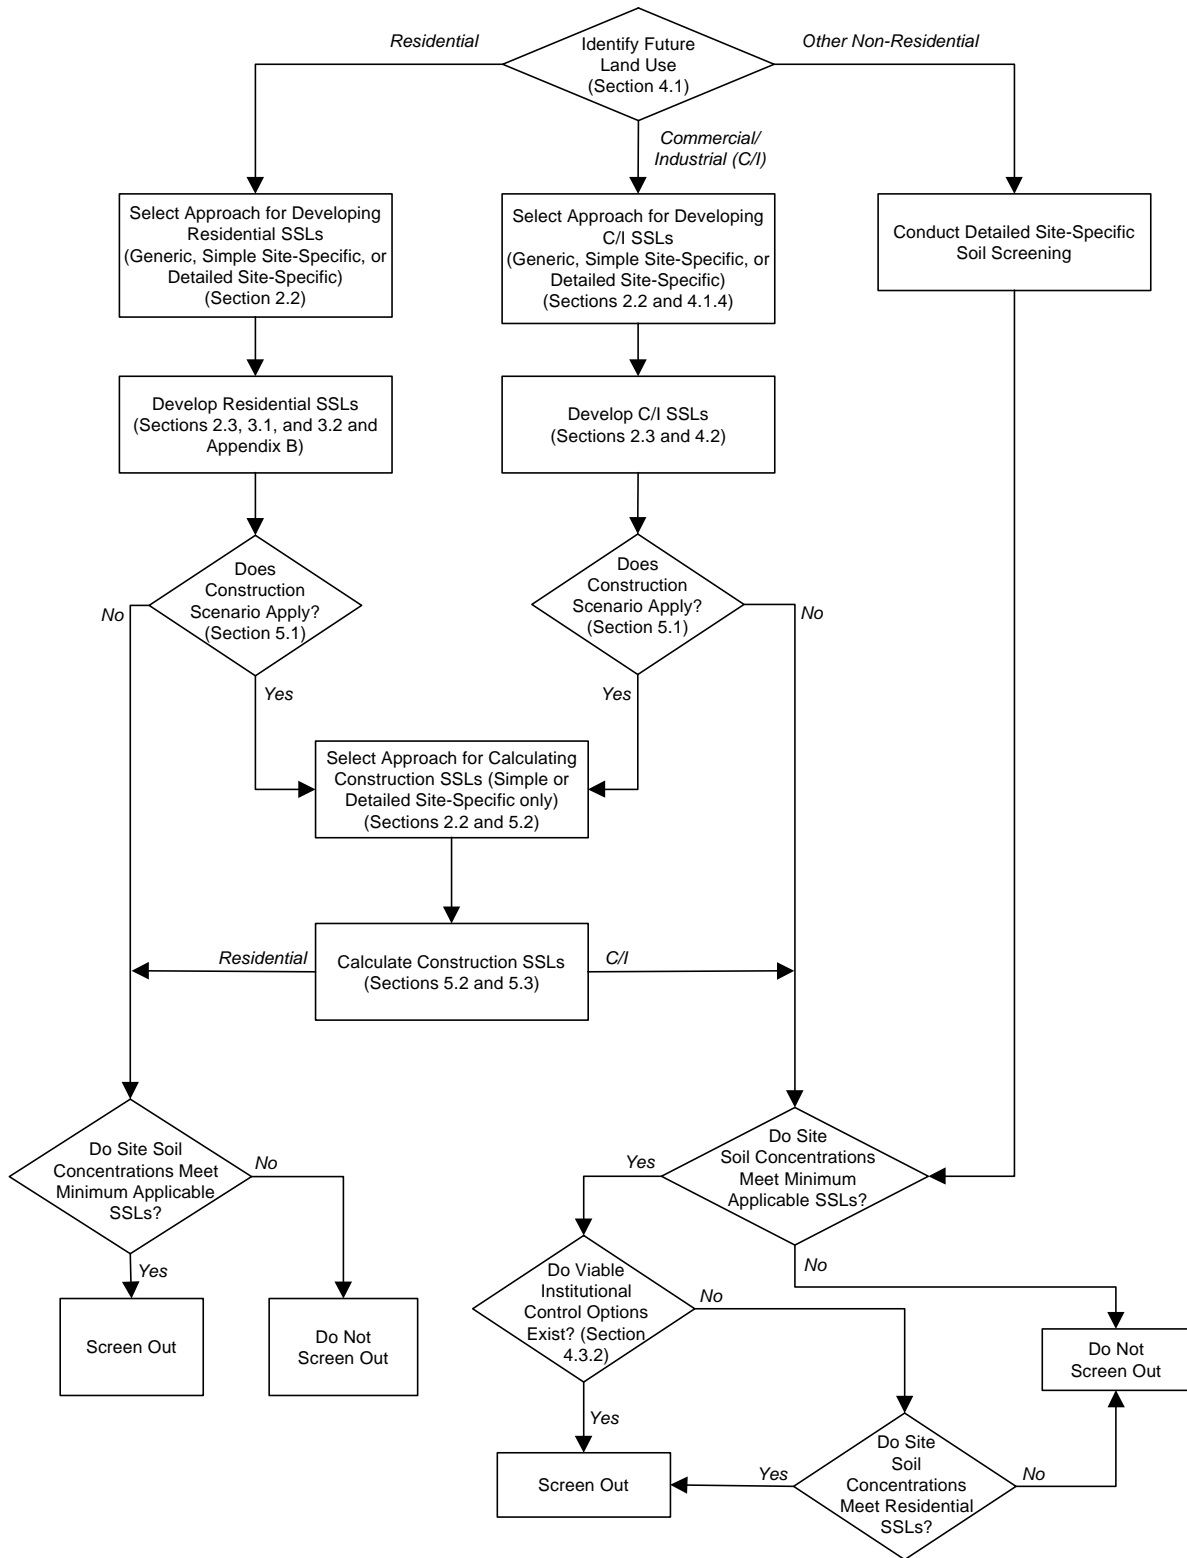 Residential
Identify Future
Land Use
(Section 4.1)
Other Non-Residential
Commercial/
Industrial (C/I)
Select Approach for Developing
Residential SSLs
(Generic, Simple Site-Specific, or
Detailed Site-Specific)
(Section 2.2)
Select Approach for Developing
C/I SSLs
(Generic, Simple Site-Specific, or
Detailed Site-Specific)
(Sections 2.2 and 4.1.4)
Conduct Detailed Site-Specific
Soil Screening
Develop Residential SSLs
(Sections 2.3, 3.1, and 3.2 and
Appendix B)
Develop C/I SSLs
(Sections 2.3 and 4.2)
Does
Construction
Scenario Apply?
(Section 5.1)
No
Yes
Does
Construction
Scenario Apply?
(Section 5.1)
No
Yes
Select Approach for Calculating
Construction SSLs (Simple or
Detailed Site-Specific only)
(Sections 2.2 and 5.2)
Residential
Calculate Construction SSLs
(Sections 5.2 and 5.3)
C/I
Do Site Soil
Concentrations Meet
Minimum Applicable
SSLs?
No
Yes
Screen Out
Do Not
Screen Out
Do Site
Soil Concentrations
Meet Minimum
Applicable SSLs?
Yes
No
Do Viable
Institutional
Control Options
Exist? (Section
4.3.2)
No
Yes
Do Not
Screen Out
Screen Out
Do Site
Soil
Concentrations
Meet Residential
SSLs?
Yes
No